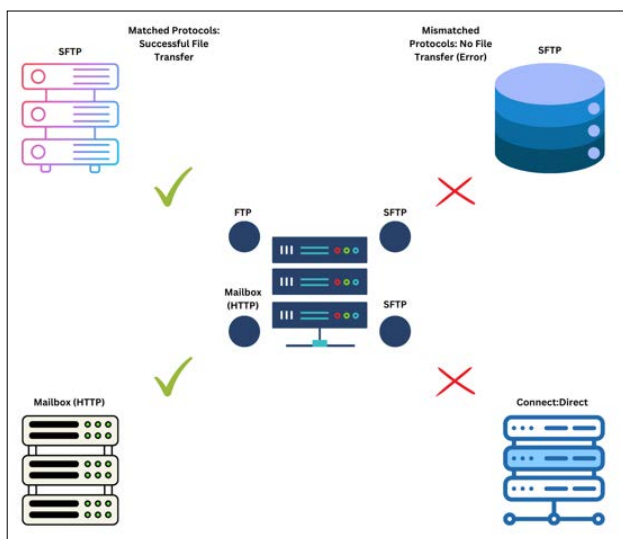 Matched Protocols:
Successful File
Transfer
Mismatched
Protocols: No File
Transfer (Error)
SFTP
SFTP
FTP
SFTP
Mailbox
(HTTP)
SFTP
Mailbox (HTTP)
Connect:Direct